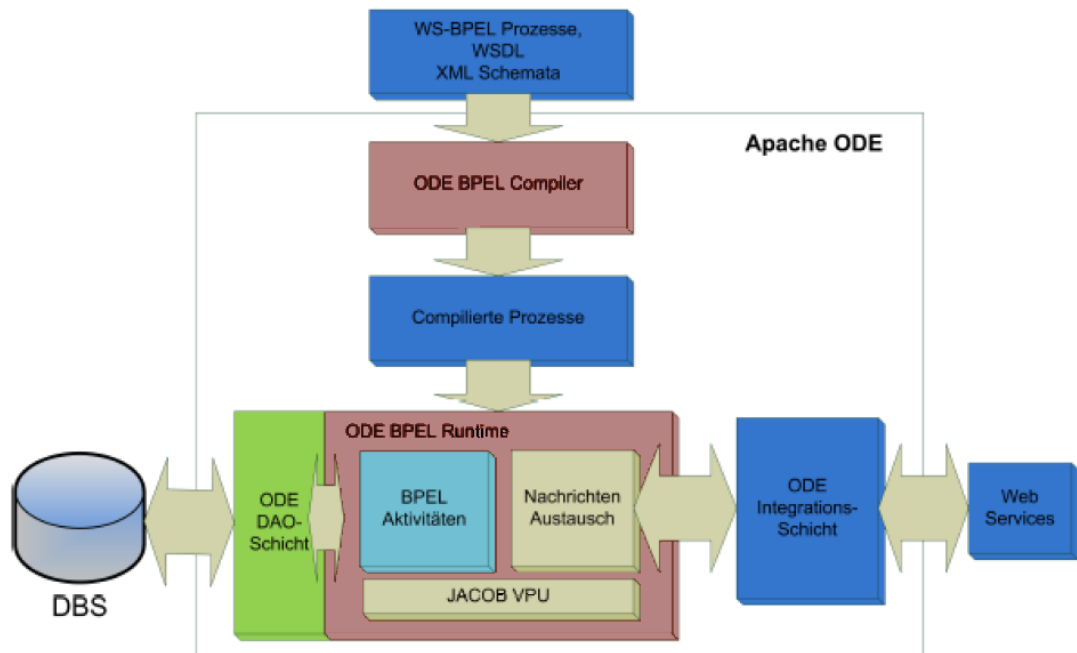 WS-BPEL Prozesse,
WSDL
XML Schemata
Apache ODE
ODE BPEL Compiler
Compilierte Prozesse
ODE BPEL Runtime
BPEL
Aktivitäten
Nachrichten
Austausch
JACOB VPU
ODE
DAO-
Schicht
ODE
Integrations-
Schicht
Web
Services
DBS